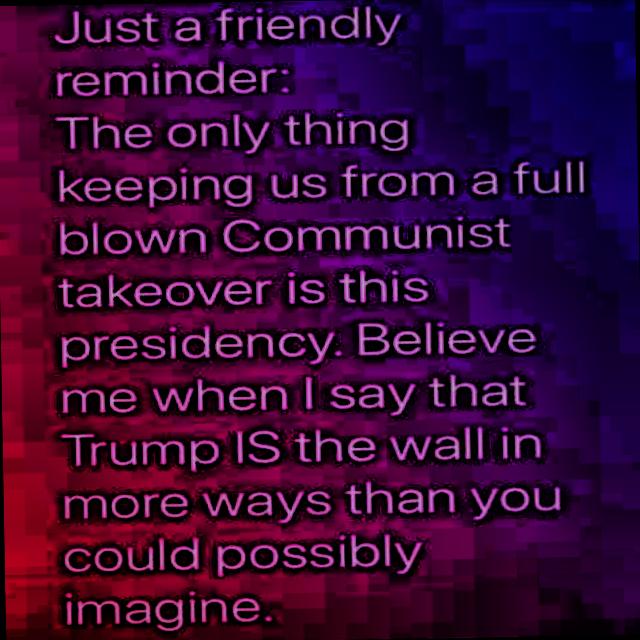 Just a friendly
reminder:
The only thing
keeping us from a full
blown Communist
takeover is this
presidency. Believe
me when I say that
Trump IS the wall in
more ways than you
could possibly
imagine.